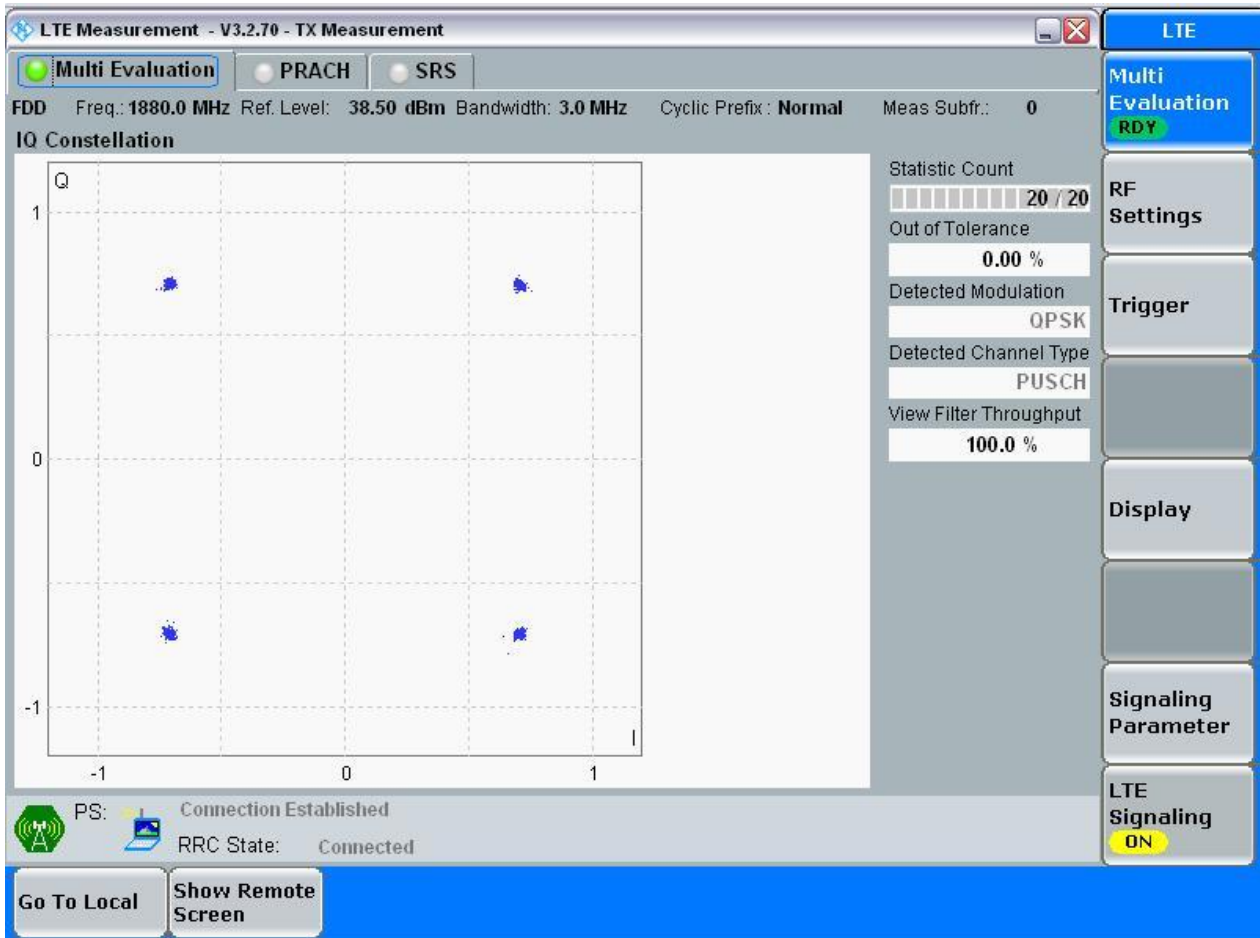 LTE Measurement - V3.2.70 - TX Measurement
LTE
Multi Evaluation PRACH SRS
FDD Freq.: 1880.0 MHz Ref. Level: 38.50 dBm Bandwidth: 3.0 MHz Cyclic Prefix : Normal Meas Subfr.: 0
IQ Constellation
Q
1
0
-1
I
-1 0 1
Statistic Count
20 / 20
Out of Tolerance
0.00 %
Detected Modulation
QPSK
Detected Channel Type
PUSCH
View Filter Throughput
100.0 %
PS: Connection Established
RRC State: Connected
Multi
Evaluation
RDY
RF
Settings
Trigger
Display
Signaling
Parameter
LTE
Signaling
ON
Go To Local
Show Remote
Screen